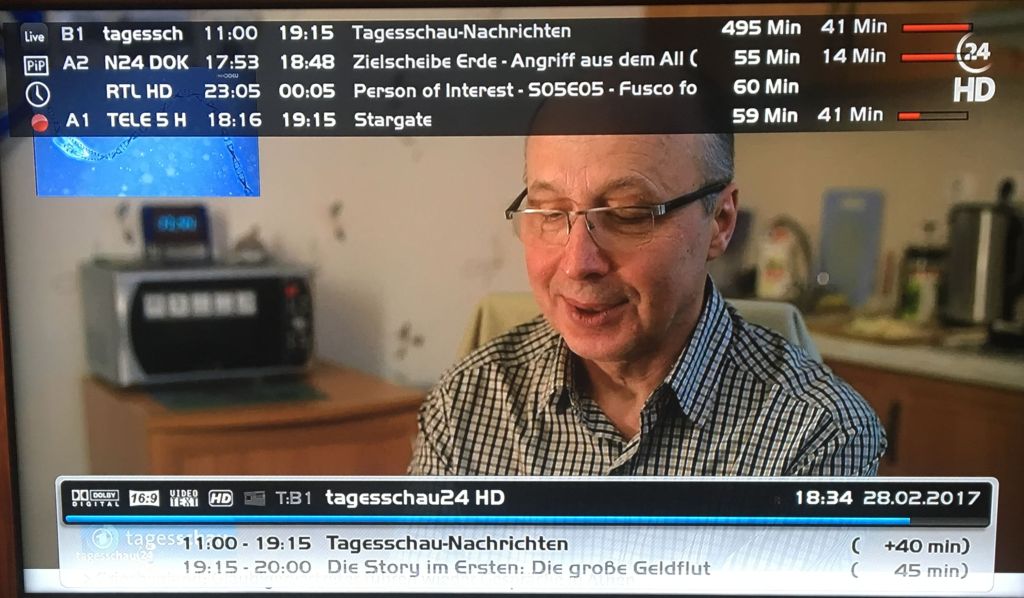 Live B1 tagessch 11:00 19:15 Tagesschau-Nachrichten 495 Min 41 Min
PiP A2 N24 DOK 17:53 18:48 Zielscheibe Erde - Angriff aus dem All ( 55 Min 14 Min
24
HD
RTL HD 23:05 00:05 Person of Interest - S05E05 - Fusco fo 60 Min
A1 TELE 5 H 18:16 19:15 Stargate 59 Min 41 Min
DOLBY DIGITAL 16:9 VIDEO TEXT HD T:B1 tagesschau24 HD 18:34 28.02.2017
11:00 - 19:15 Tagesschau-Nachrichten ( +40 min)
19:15 - 20:00 Die Story im Ersten: Die große Geldflut ( 45 min)
tagessch
tagesschau24